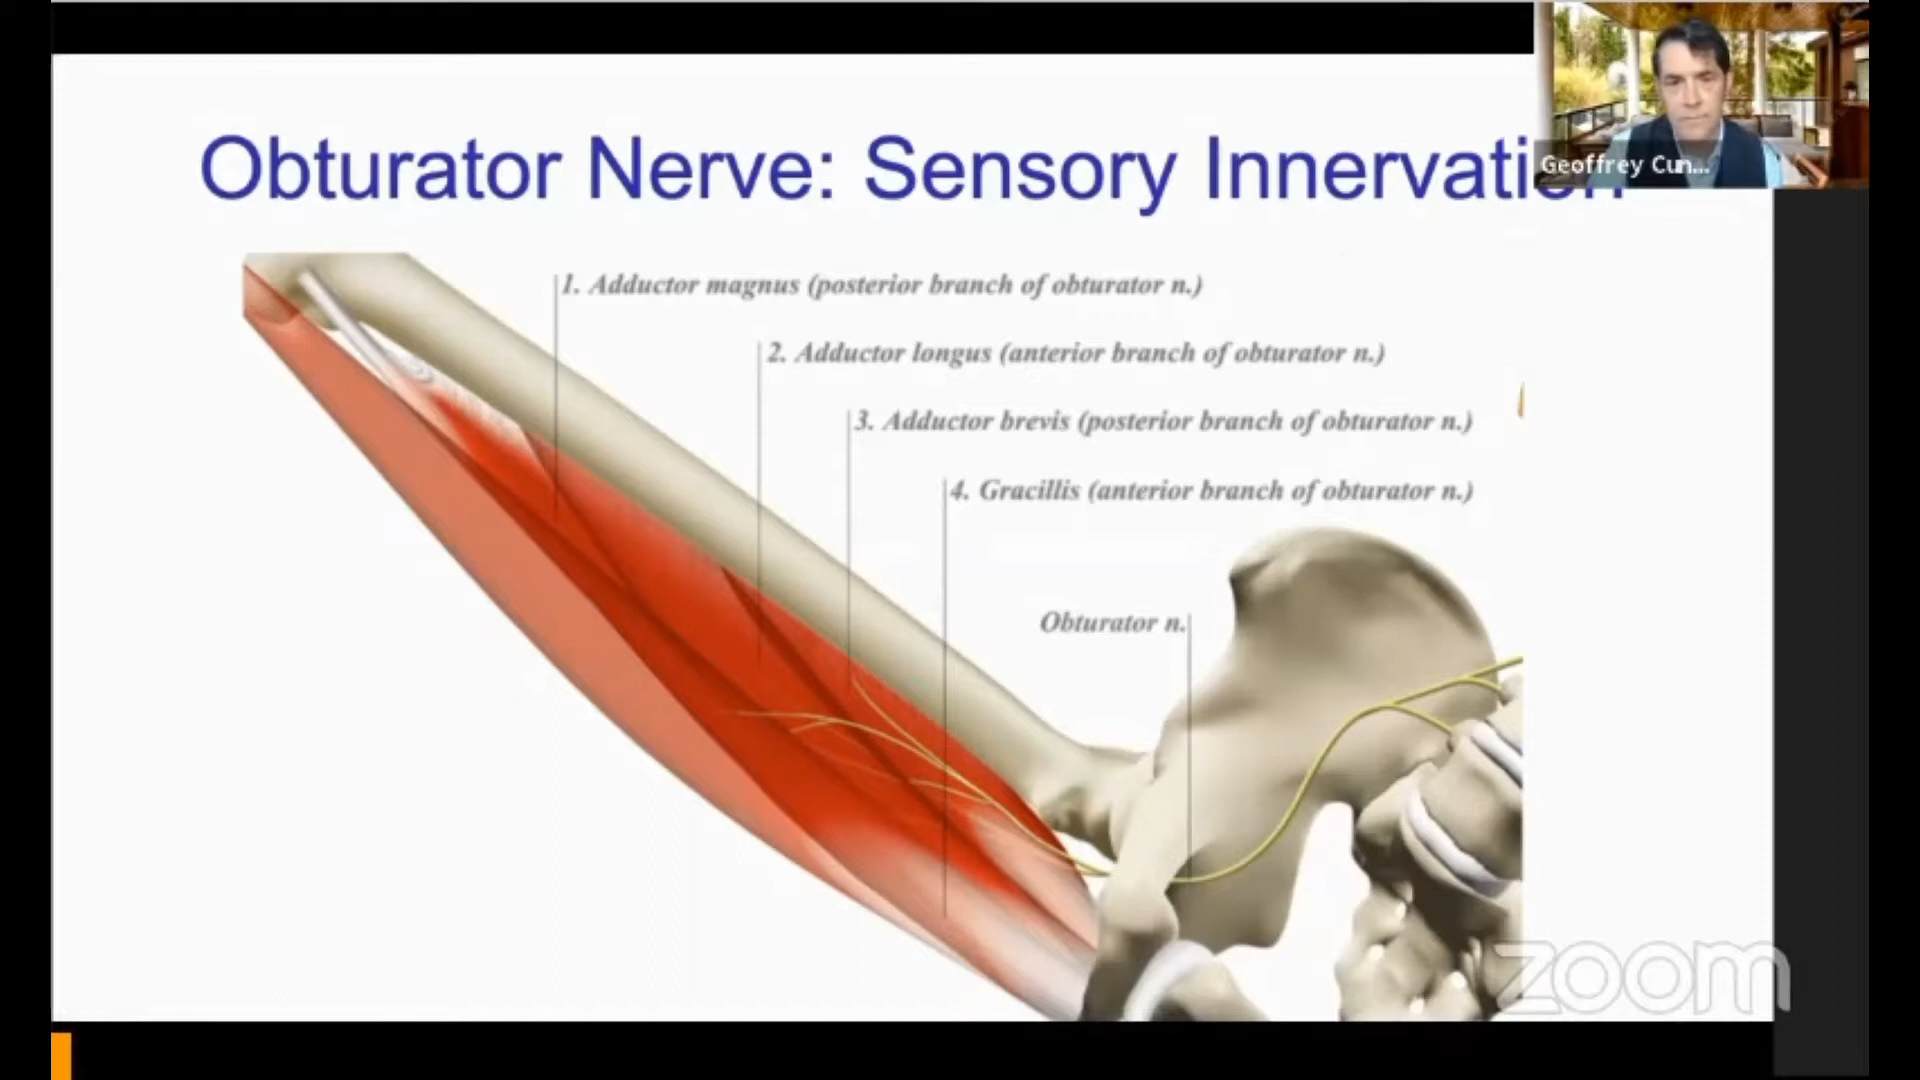 Obturator Nerve: Sensory Innervation
Geoffrey Cun...
1. Adductor magnus (posterior branch of obturator n.)
2. Adductor longus (anterior branch of obturator n.)
3. Adductor brevis (posterior branch of obturator n.)
4. Gracillis (anterior branch of obturator n.)
Obturator n.
zoom